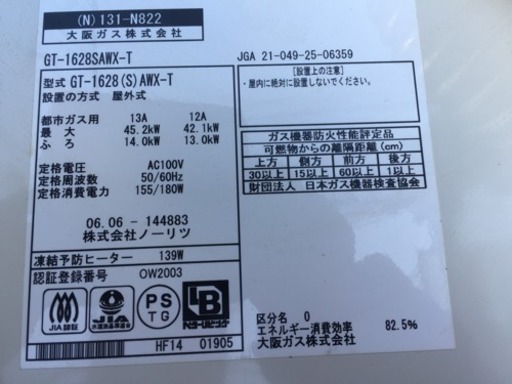 (N) 131-N822
大阪ガス株式会社
GT-1628SAWX-T
JGA 21-049-25-06359
型式 GT-1628(S)AWX-T
設置の方式 屋外式
[設置上の注意]
・屋内に絶対に設置しないでください。
都市ガス用 13A 12A
最大 45.2kW 42.1kW
ふろ 14.0kW 13.0kW
定格電圧 AC100V
定格周波数 50/60Hz
定格消費電力 155/180W
ガス機器防火性能評定品
可燃物からの離隔距離(cm)
上方 側方 前方 後方
30以上 15以上 60以上 1以上
財団法人 日本ガス機器検査協会
06.06 - 144883
株式会社ノーリツ
凍結予防ヒーター 139W
認証登録番号 OW2003
JIA認証
JIA
PS
TG
区分名 0
エネルギー消費効率 82.5%
大阪ガス株式会社
HF14 01905